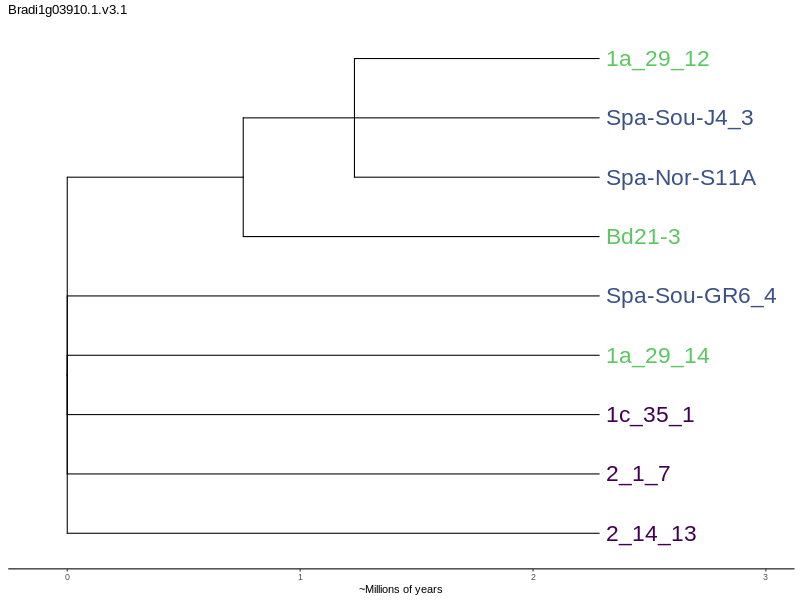 Bradi1g03910.1.v3.1
1a_29_12
Spa-Sou-J4_3
Spa-Nor-S11A
Bd21-3
Spa-Sou-GR6_4
1a_29_14
1c_35_1
2_1_7
2_14_13
0 1 2 3
~Millions of years